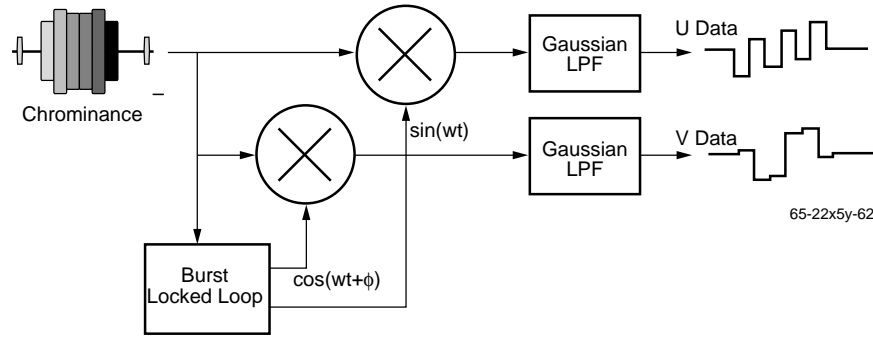 Gaussian
LPF
U Data
Chrominance
sin(wt)
Gaussian
LPF
V Data
65-22x5y-62
Burst
Locked Loop
cos(wt+ϕ)